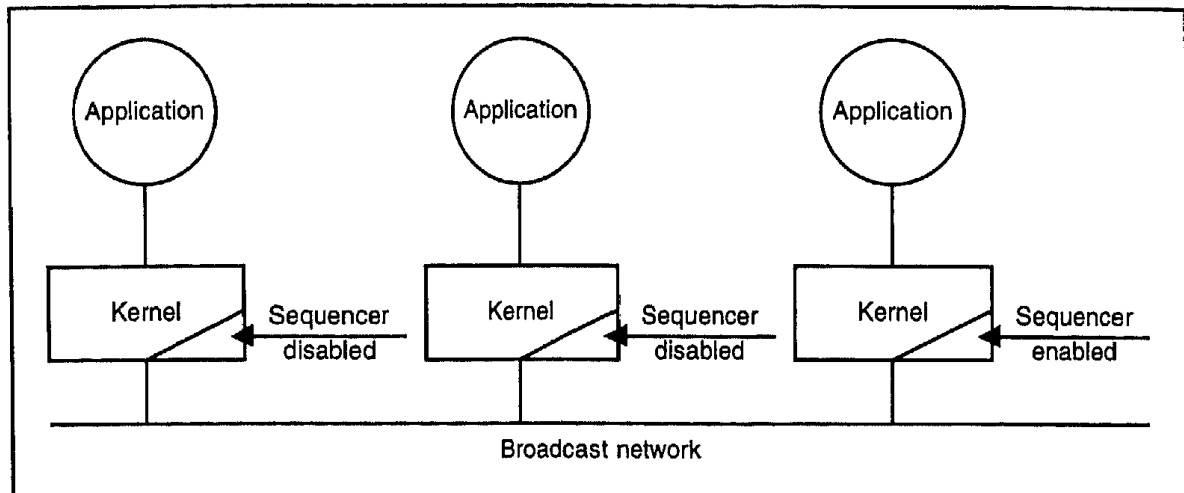 Application
Application
Application
Kernel
Sequencer
disabled
Kernel
Sequencer
disabled
Kernel
Sequencer
enabled
Broadcast network